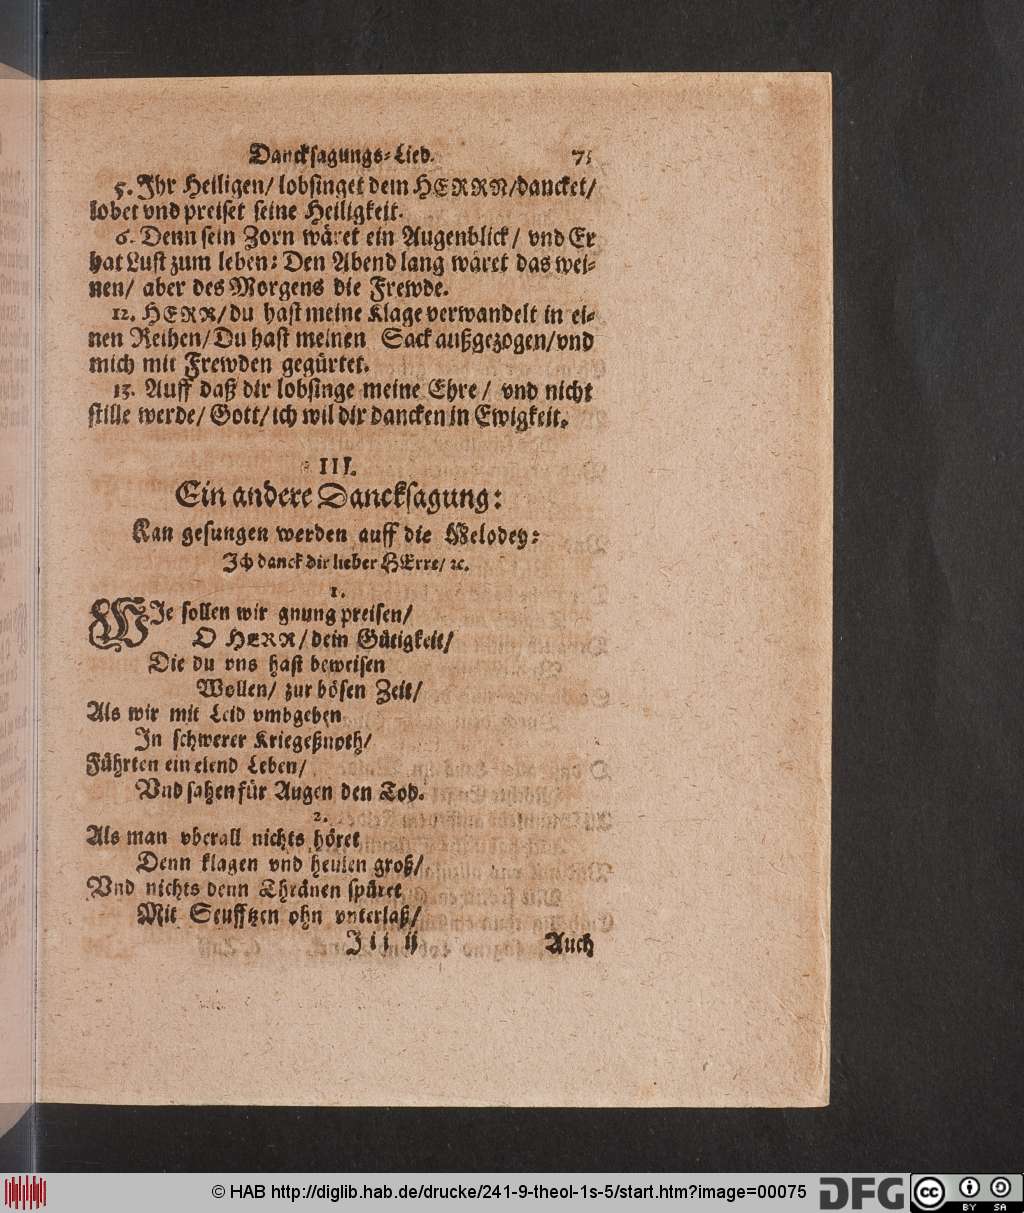 Dancksagungs-Lied. 71
5. Ihr Heiligen/ lobsinget dem HERRN/dancket/
lobet vnd preiset seine Heiligkeit.
6. Denn sein Zorn wäret ein Augenblick/ vnd Er
hat Lust zum leben: Den Abend lang wäret das wei-
nen/ aber des Morgens die Frewde.
12. HERR/du hast meine Klage verwandelt in ei-
nen Reihen/Du hast meinen Sack außgezogen/vnd
mich mit Frewden gegürtet.
13. Auff daß dir lobsinge meine Ehre/ vnd nicht
stille werde/ Gott/ ich wil dir dancken in Ewigkeit.
III.
Ein andere Dancksagung:
Kan gesungen werden auff die Melodey:
Ich danck dir lieber HErre/ ꝛc.
1.
WIe sollen wir gnung preisen/
O HERR/dein Gütigkeit/
Die du vns hast beweisen
Wollen/ zur bösen Zeit/
Als wir mit Leid vmbgeben
In schwerer Kriegeßnoth/
Führten ein elend Leben/
Vnd sahen für Augen den Tod.
2.
Als man vberall nichts höret
Denn klagen vnd heulen groß/
Vnd nichts denn Thränen spüret
Mit Seufftzen ohn vnterlaß/
Iii ij Auch
© HAB http://diglib.hab.de/drucke/241-9-theol-1s-5/start.htm?image=00075 DFG cc BY SA